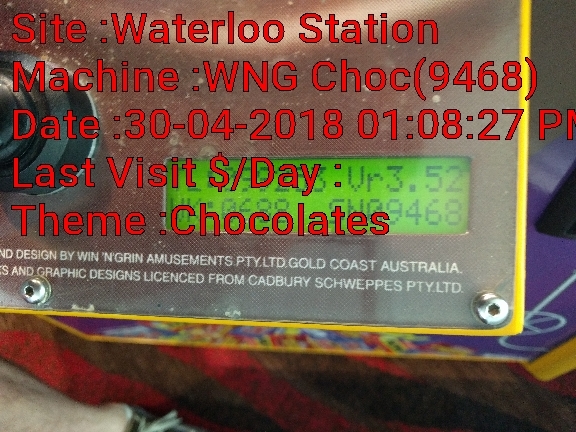 Site :Waterloo Station
Machine :WNG Choc(9468)
Date :30-04-2018 01:08:27 PM
Last Visit $/Day :
Vr3.52
Theme :Chocolates
SN09468
ND DESIGN BY WIN 'N'GRIN AMUSEMENTS PTY.LTD.GOLD COAST AUSTRALIA.
KS AND GRAPHIC DESIGNS LICENCED FROM CADBURY SCHWEPPES PTY.LTD.